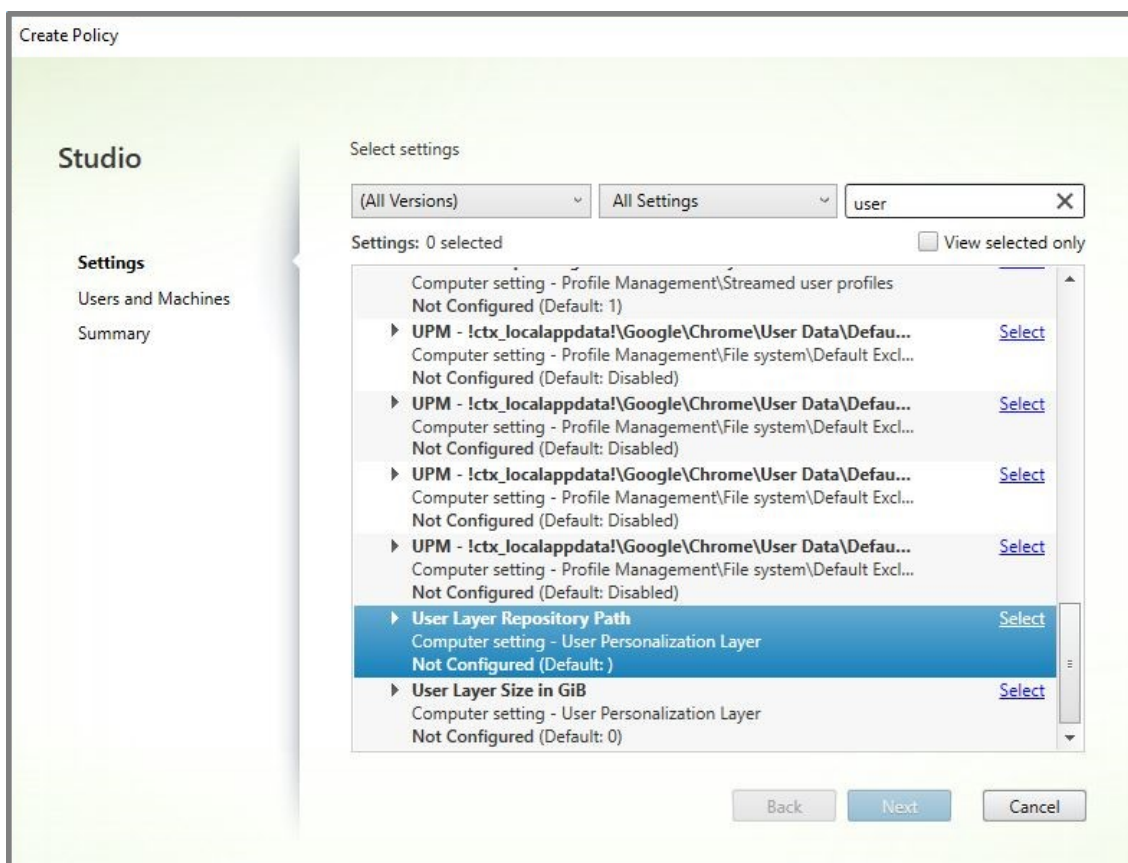 Create Policy
Studio
Settings
Users and Machines
Summary
Select settings
(All Versions)
All Settings
user
Settings: 0 selected
View selected only
Computer setting - Profile Management\Streamed user profiles
Not Configured (Default: 1)
UPM - !ctx_localappdata!\Google\Chrome\User Data\Defau... Select
Computer setting - Profile Management\File system\Default Excl...
Not Configured (Default: Disabled)
UPM - !ctx_localappdata!\Google\Chrome\User Data\Defau... Select
Computer setting - Profile Management\File system\Default Excl...
Not Configured (Default: Disabled)
UPM - !ctx_localappdata!\Google\Chrome\User Data\Defau... Select
Computer setting - Profile Management\File system\Default Excl...
Not Configured (Default: Disabled)
UPM - !ctx_localappdata!\Google\Chrome\User Data\Defau... Select
Computer setting - Profile Management\File system\Default Excl...
Not Configured (Default: Disabled)
User Layer Repository Path Select
Computer setting - User Personalization Layer
Not Configured (Default: )
User Layer Size in GiB Select
Computer setting - User Personalization Layer
Not Configured (Default: 0)
Back
Next
Cancel